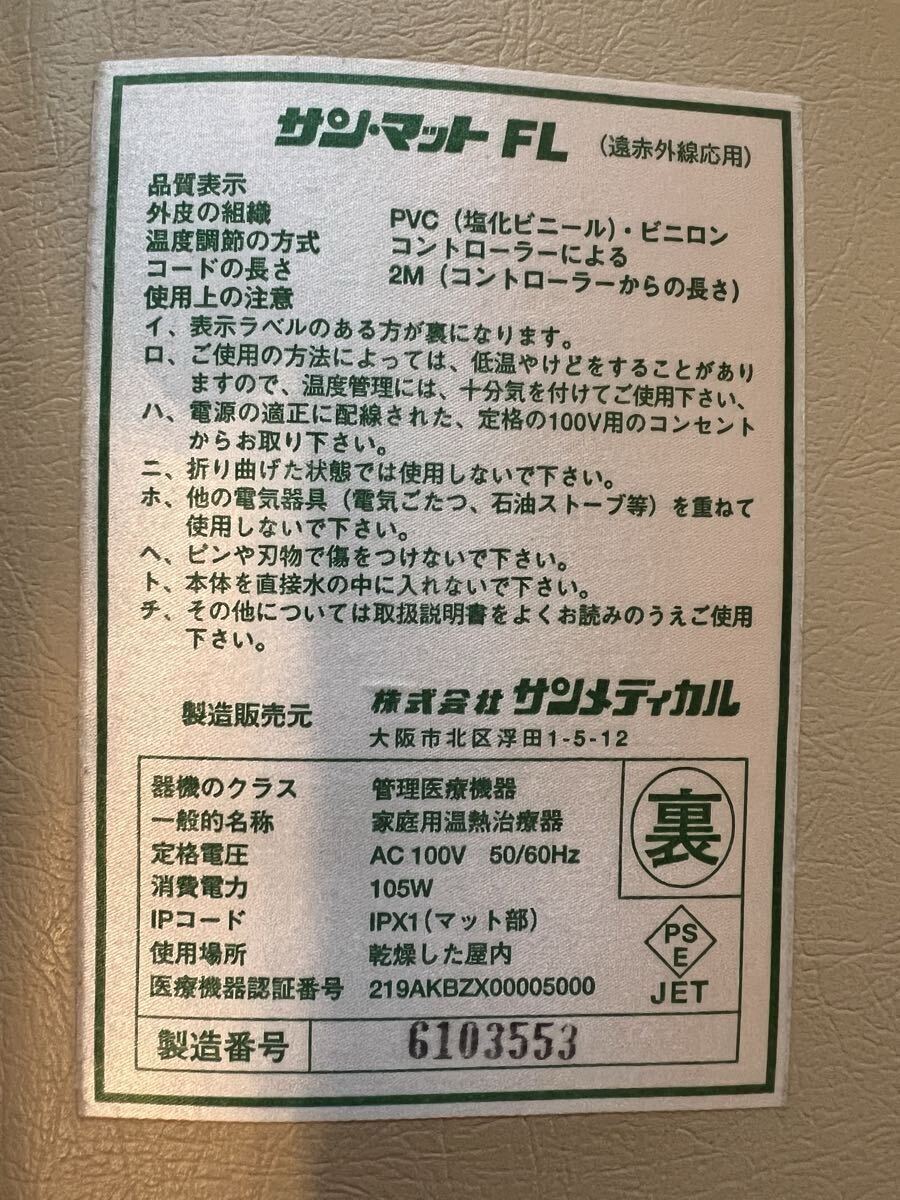 サン・マット FL (遠赤外線応用)
品質表示
外皮の組織 PVC (塩化ビニール)・ビニロン
温度調節の方式 コントローラーによる
コードの長さ 2M (コントローラーからの長さ)
使用上の注意
イ、表示ラベルのある方が裏になります。
ロ、ご使用の方法によっては、低温やけどをすることがあり
ますので、温度管理には、十分気を付けてご使用下さい、
ハ、電源の適正に配線された、定格の100V用のコンセント
からお取り下さい。
ニ、折り曲げた状態では使用しないで下さい。
ホ、他の電気器具 (電気ごたつ、石油ストーブ等) を重ねて
使用しないで下さい。
ヘ、ピンや刃物で傷をつけないで下さい。
ト、本体を直接水の中に入れないで下さい。
チ、その他については取扱説明書をよくお読みのうえご使用
下さい。
製造販売元 株式会社 サンメディカル
大阪市北区浮田1-5-12
器機のクラス 管理医療機器
一般的名称 家庭用温熱治療器
定格電圧 AC 100V 50/60Hz
消費電力 105W
IPコード IPX1 (マット部)
使用場所 乾燥した屋内
医療機器認証番号 219AKBZX00005000
裏
PS
E
JET
製造番号 6103553